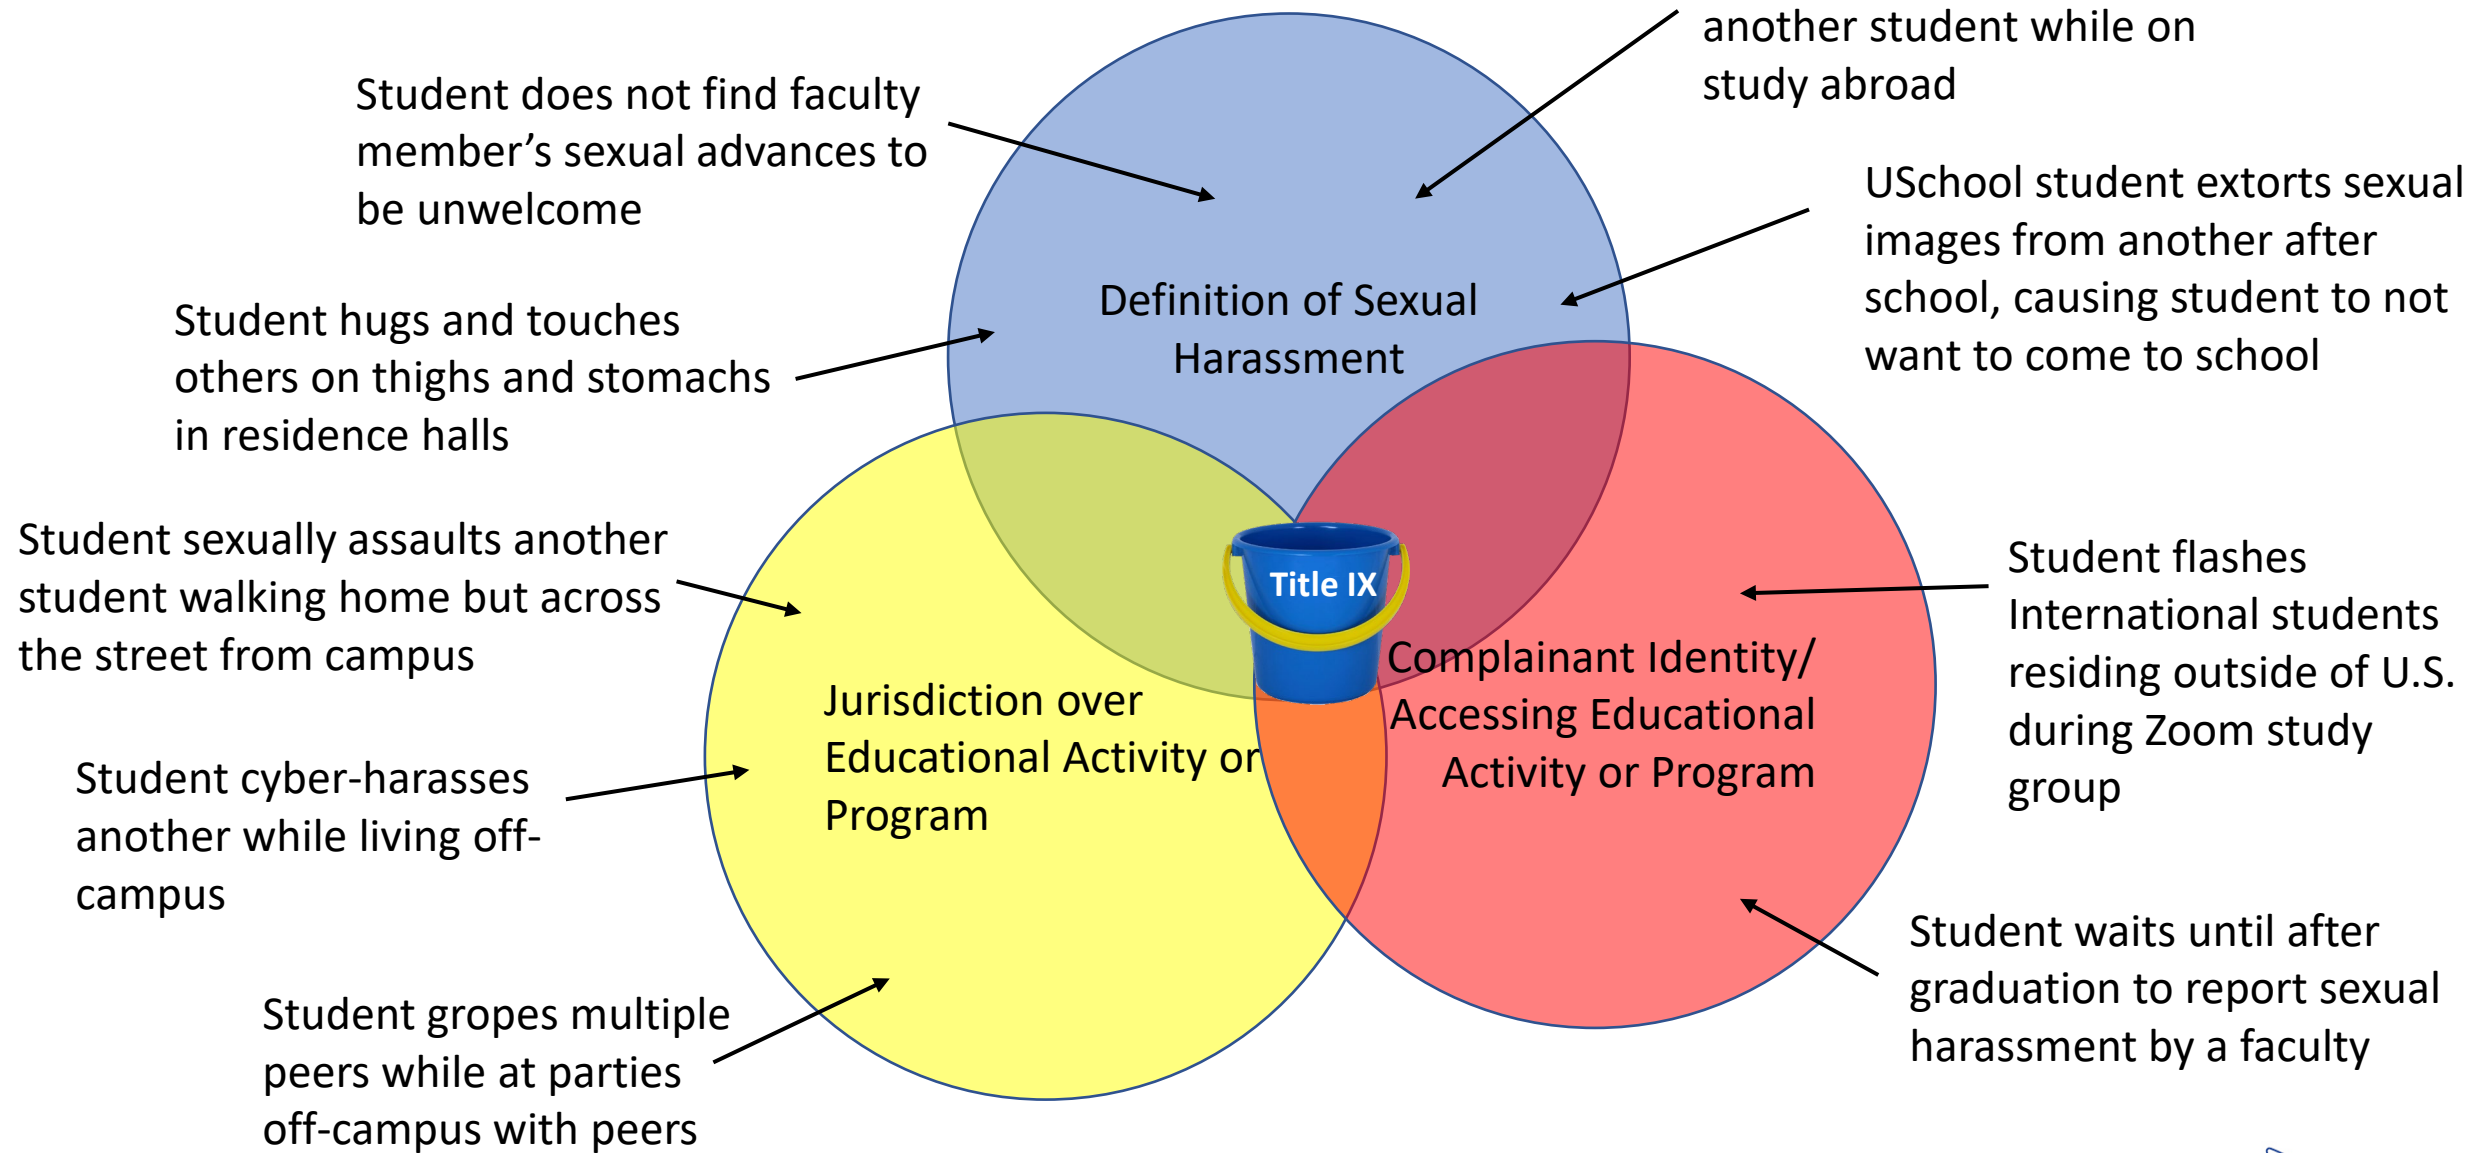 another student while on
study abroad
Student does not find faculty
member’s sexual advances to
be unwelcome
USchool student extorts sexual
images from another after
school, causing student to not
want to come to school
Definition of Sexual
Harassment
Student hugs and touches
others on thighs and stomachs
in residence halls
Student sexually assaults another
student walking home but across
the street from campus
Title IX
Student flashes
International students
residing outside of U.S.
during Zoom study
group
Complainant Identity/
Accessing Educational
Activity or Program
Jurisdiction over
Educational Activity or
Program
Student cyber-harasses
another while living off-
campus
Student waits until after
graduation to report sexual
harassment by a faculty
Student gropes multiple
peers while at parties
off-campus with peers